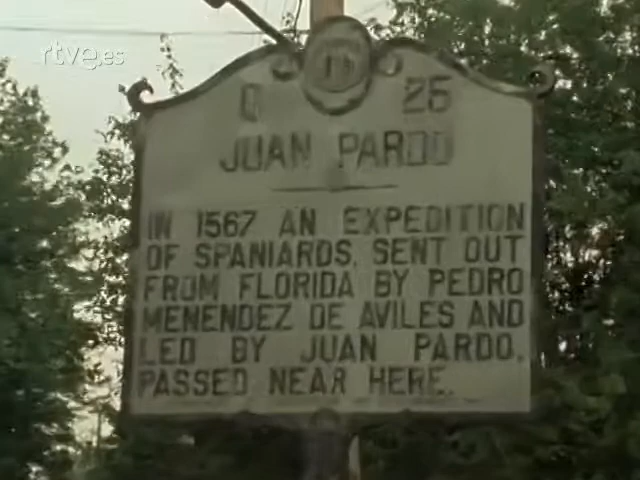 rtve.es
Q 26
JUAN PARDO
IN 1567 AN EXPEDITION
OF SPANIARDS, SENT OUT
FROM FLORIDA BY PEDRO
MENENDEZ DE AVILES AND
LED BY JUAN PARDO,
PASSED NEAR HERE.